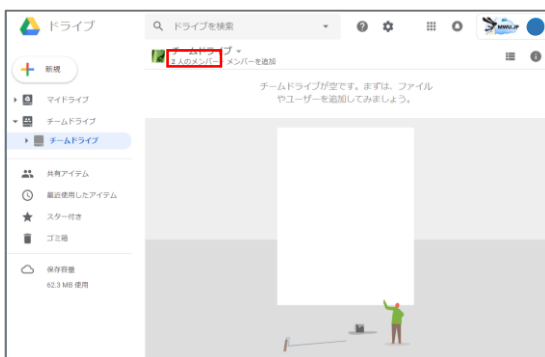 ドライブ
ドライブを検索
MWU.JP
新規
チームドライブ
2人のメンバー メンバーを追加
チームドライブが空です。まずは、ファイル
やユーザーを追加してみましょう。
マイドライブ
チームドライブ
チームドライブ
共有アイテム
最近使用したアイテム
スター付き
ゴミ箱
保存容量
62.3 MB 使用